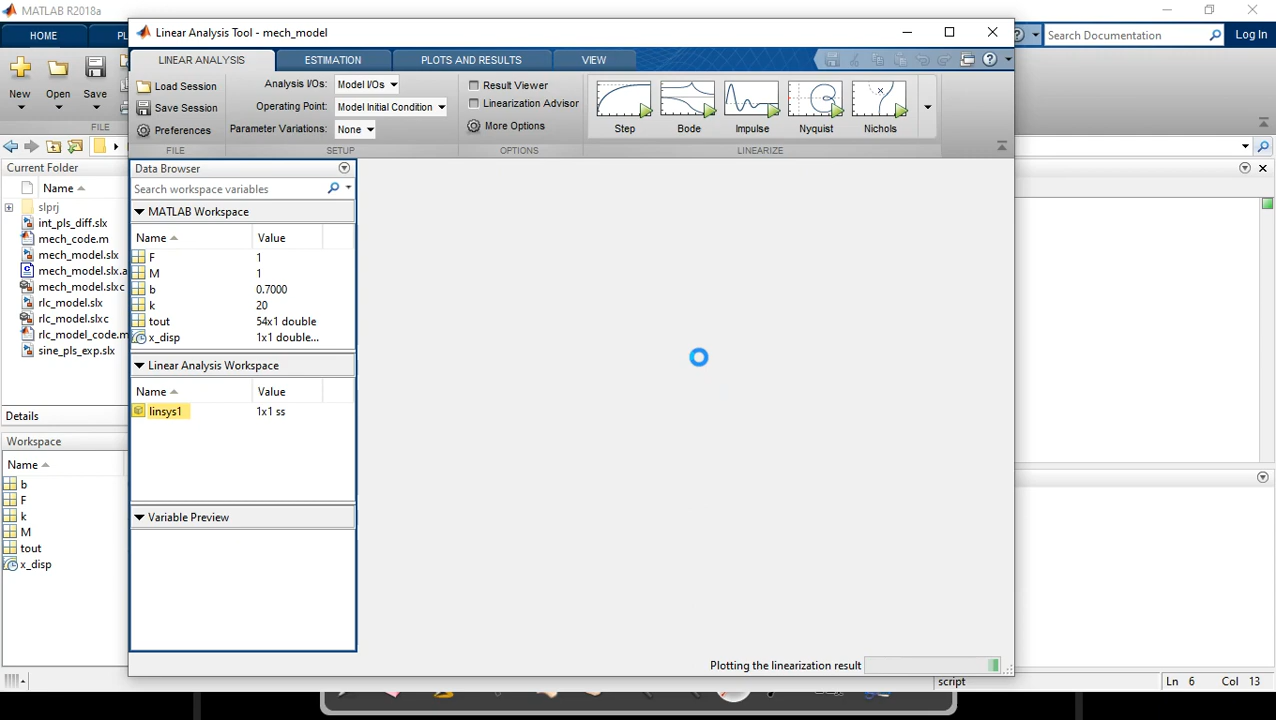 MATLAB R2018a
HOME
PL
Search Documentation
Log In
New
Open
Save
FILE
Linear Analysis Tool - mech_model
LINEAR ANALYSIS
ESTIMATION
PLOTS AND RESULTS
VIEW
Load Session
Save Session
Preferences
FILE
Analysis I/Os:
Model I/Os
Operating Point:
Model Initial Condition
Parameter Variations:
None
SETUP
Result Viewer
Linearization Advisor
More Options
OPTIONS
Step
Bode
Impulse
Nyquist
Nichols
LINEARIZE
Current Folder
Name
slprj
int_pls_diff.slx
mech_code.m
mech_model.slx
mech_model.slx.a
mech_model.slxc
rlc_model.slx
rlc_model.slxc
rlc_model_code.m
sine_pls_exp.slx
Details
Workspace
Name
b
F
k
M
tout
x_disp
Data Browser
Search workspace variables
MATLAB Workspace
Name Value
F 1
M 1
b 0.7000
k 20
tout 54x1 double
x_disp 1x1 double...
Linear Analysis Workspace
Name Value
linsys1 1x1 ss
Variable Preview
Plotting the linearization result
script
Ln 6 Col 13